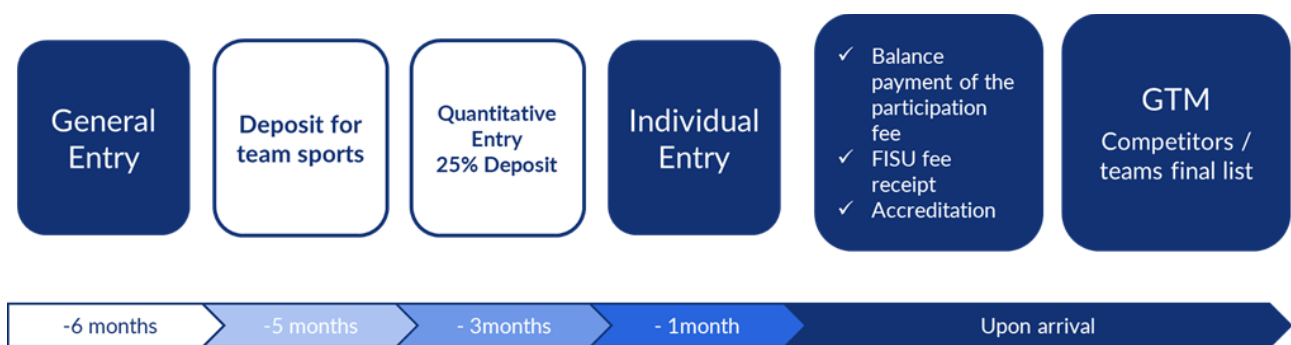 General
Entry
Deposit for
team sports
Quantitative
Entry
25% Deposit
Individual
Entry
✓ Balance
payment of the
participation
fee
✓ FISU fee
receipt
✓ Accreditation
GTM
Competitors /
teams final list
-6 months
-5 months
- 3months
- 1month
Upon arrival